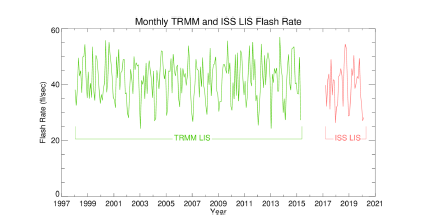 Monthly TRMM and ISS LIS Flash Rate
Flash Rate (fl/sec)
60
40
20
0
TRMM LIS
ISS LIS
1997 1999 2001 2003 2005 2007 2009 2011 2013 2015 2017 2019 2021
Year